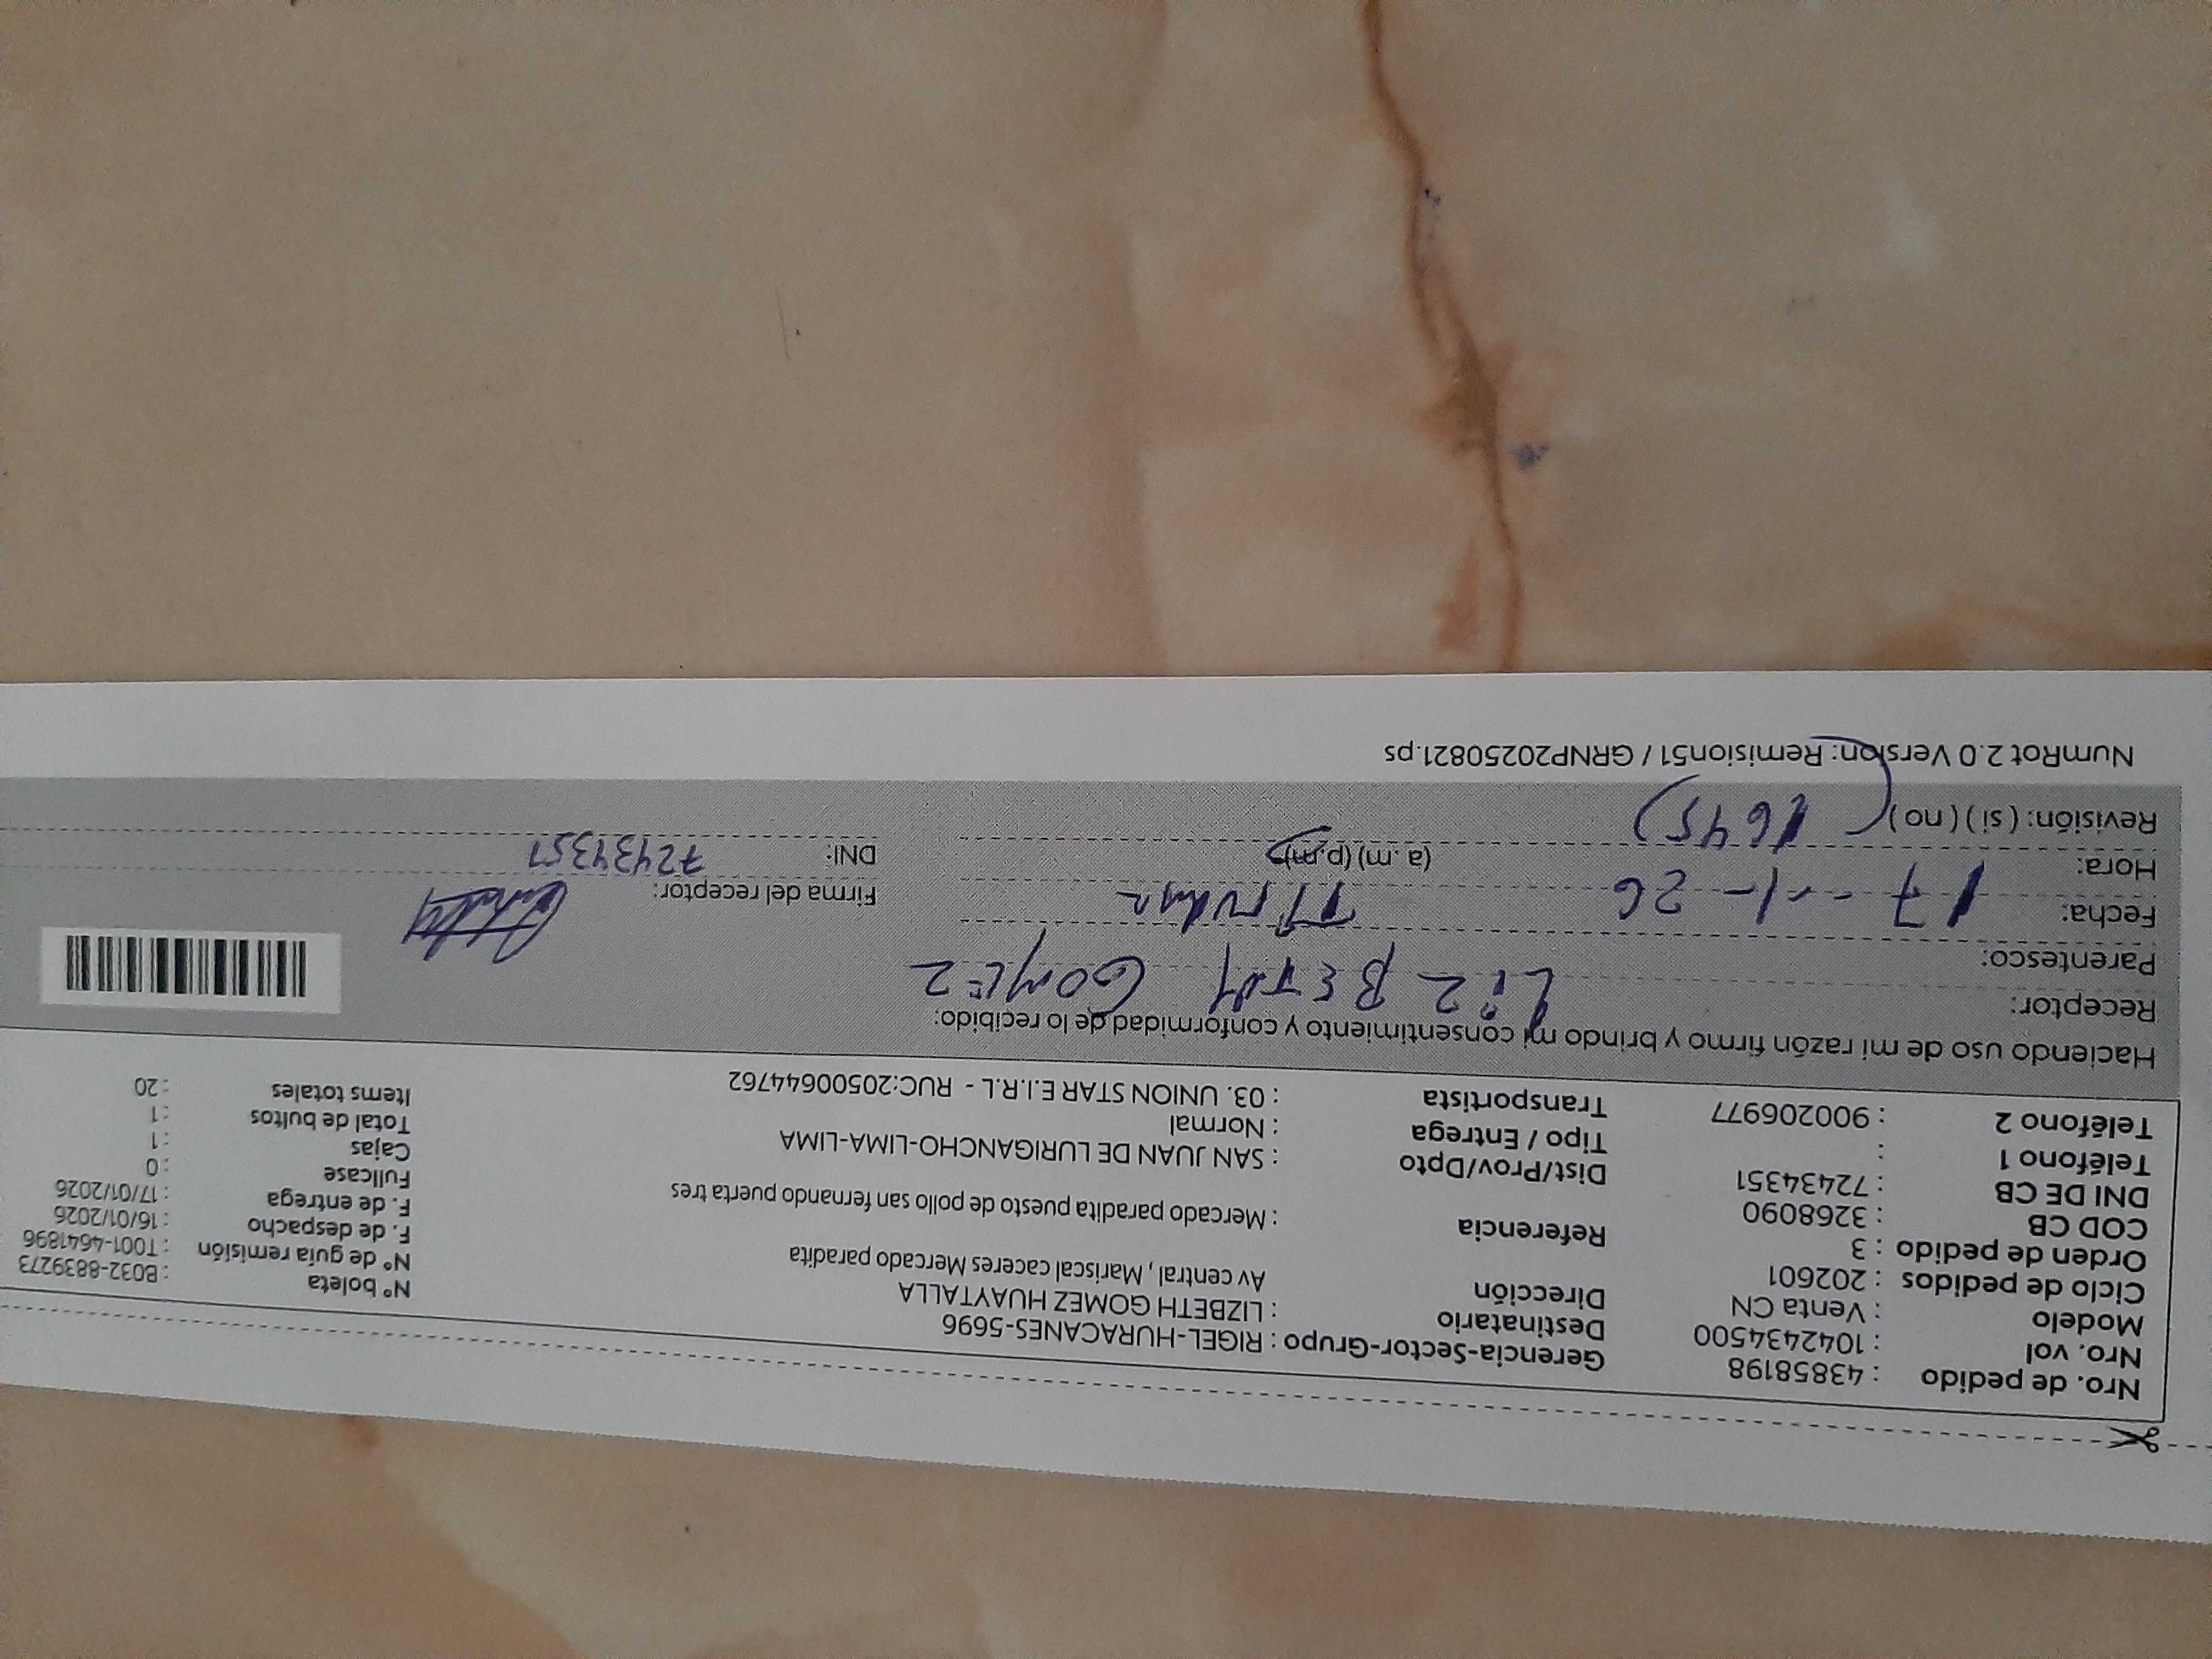 Nro. de pedido : 43858198 Gerencia-Sector-Grupo : RIGEL-HURACANES-5696 Nº boleta : B032-8839273
Nro. vol : 1042434500 Destinatario : LIZBETH GOMEZ HUAYTALLA Nº de guía remisión : T001-4641896
Modelo : Venta CN Dirección Av central , Mariscal caceres Mercado paradita F. de despacho : 16/01/2026
Ciclo de pedidos : 202601 F. de entrega : 17/01/2026
Orden de pedido : 3 Referencia : Mercado paradita puesto de pollo san fernando puerta tres Fullcase : 0
COD CB : 3268090 Cajas : 1
DNI DE CB : 72434351 Dist/Prov/Dpto : SAN JUAN DE LURIGANCHO-LIMA-LIMA Total de bultos : 1
Teléfono 1 : Tipo / Entrega : Normal Items totales : 20
Teléfono 2 : 900206977 Transportista : 03. UNION STAR E.I.R.L - RUC:20500644762
Haciendo uso de mi razón firmo y brindo mi consentimiento y conformidad de lo recibido:
Receptor: Liz BETH GOMEZ
Parentesco: Titular
Fecha: 17-1-26 Firma del receptor:
Hora: (1645) (a. m.) (p.m) DNI: 72434351
Revisión: ( si ) ( no )
NumRot 2.0 Version: Remision51 / GRNP20250821.ps